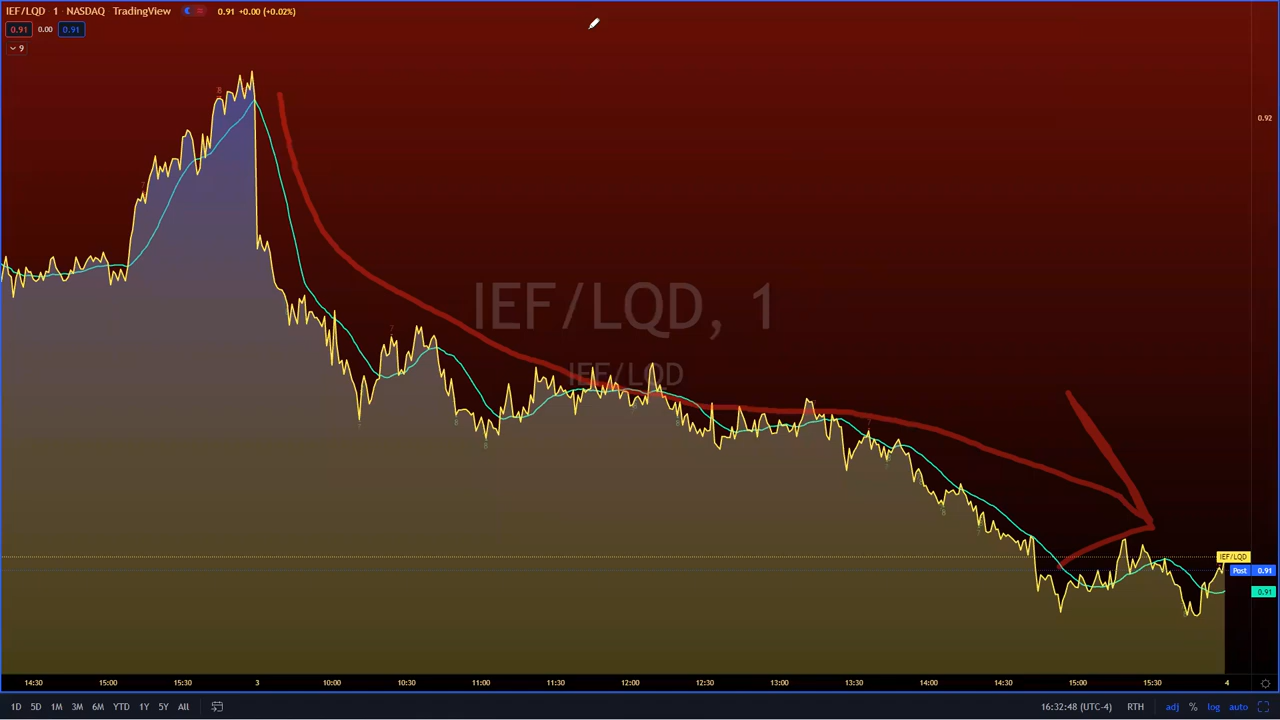 IEF/LQD 1 NASDAQ TradingView 0.91 +0.00 (+0.02%)
0.91 0.00 0.91
9
0.92
IEF/LQD, 1
IEF/LQD
IEF/LQD
Post 0.91
0.91
14:30 15:00 15:30 3 10:00 10:30 11:00 11:30 12:00 12:30 13:00 13:30 14:00 14:30 15:00 15:30 4
1D 5D 1M 3M 6M YTD 1Y 5Y All 16:32:48 (UTC-4) RTH adj % log auto